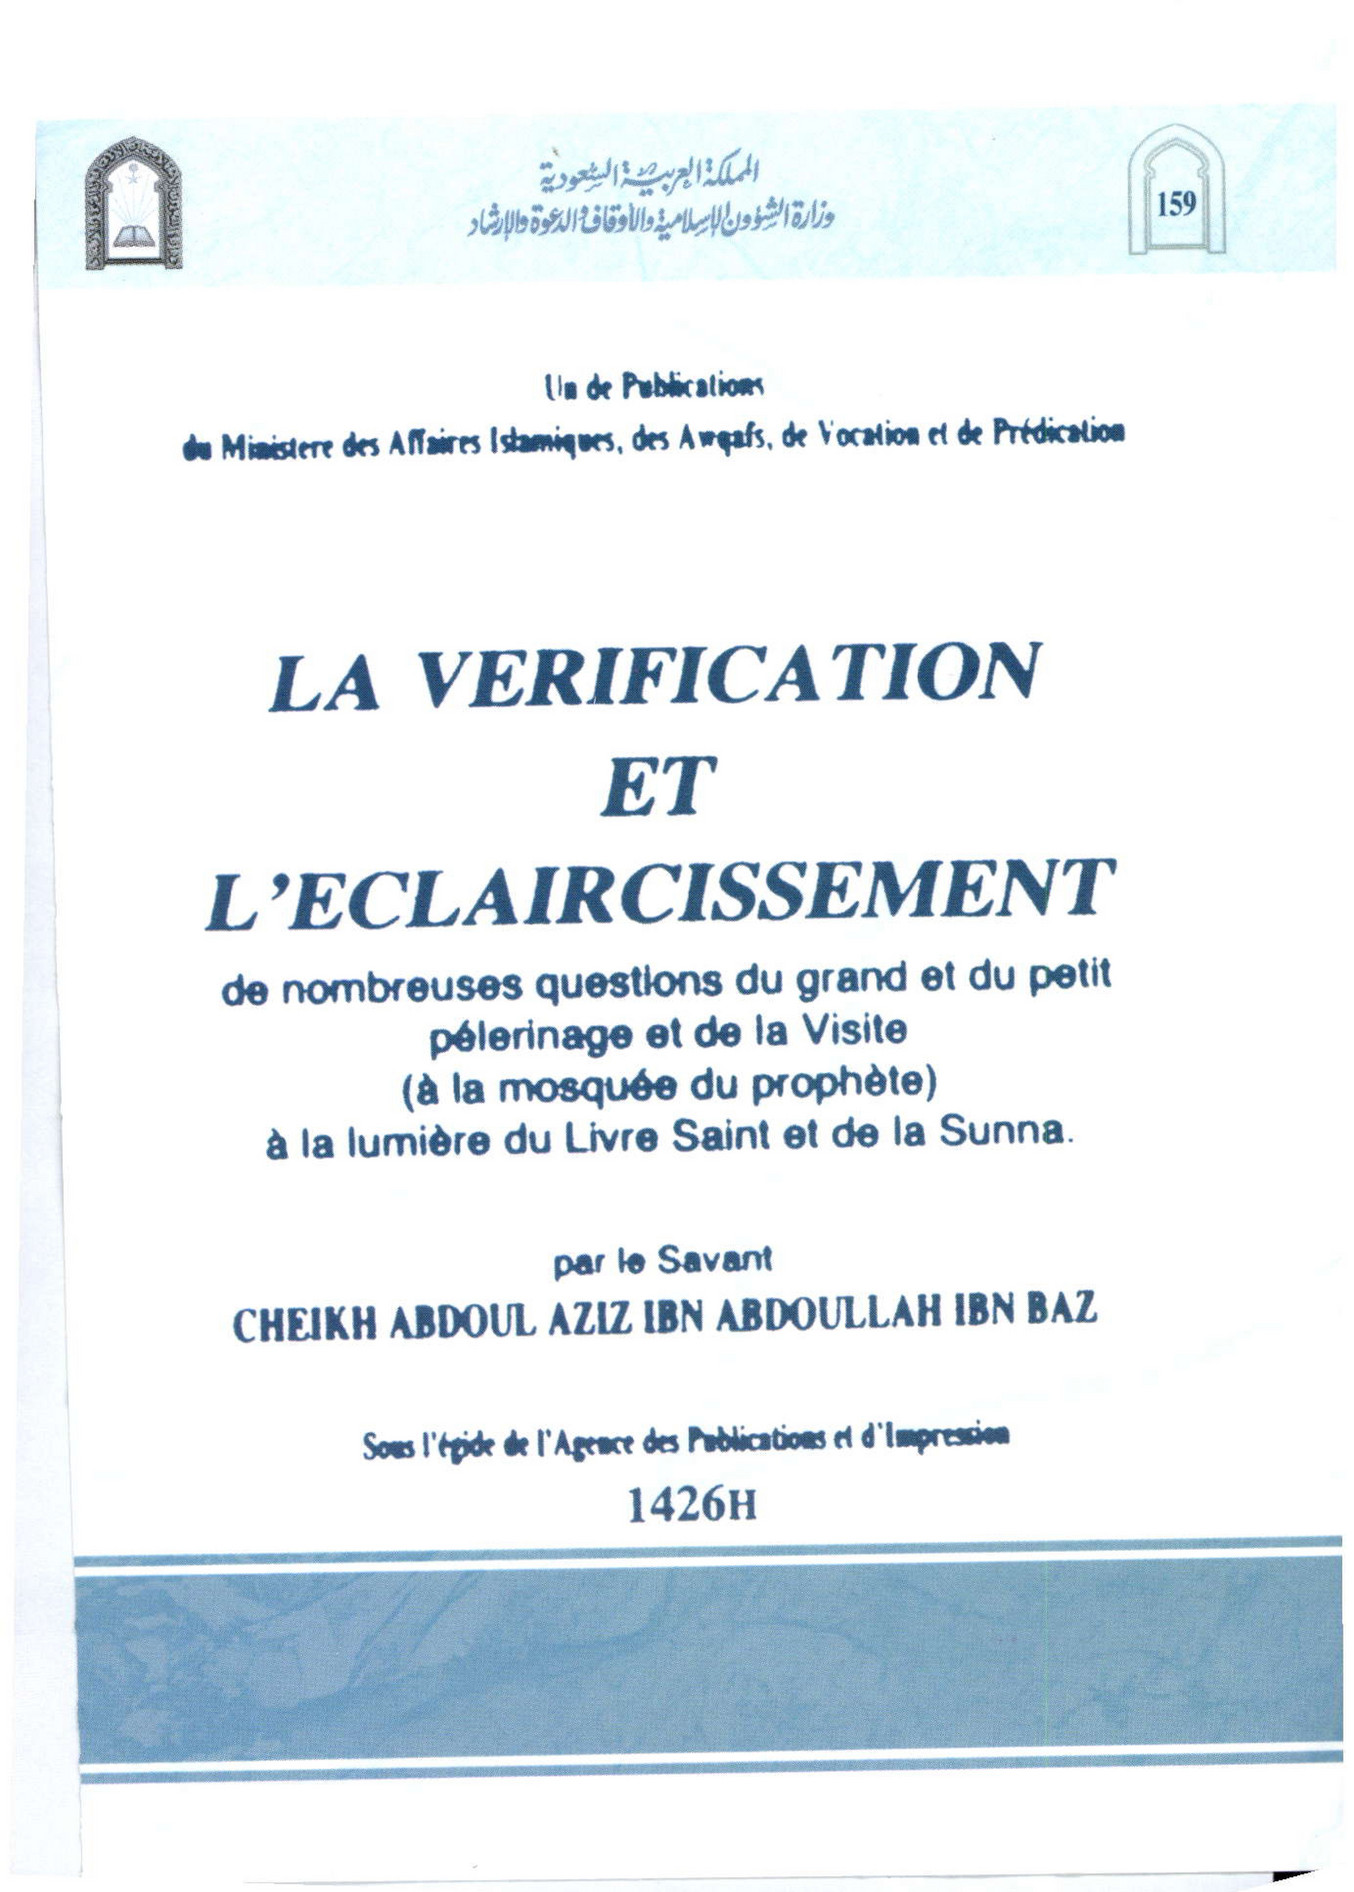 المملكة العربية السعودية
وزارة الشؤون الإسلامية والأوقاف والدعوة والإرشاد
159
Un de Publications
du Ministere des Affaires Islamiques, des Awqafs, de Vocation et de Prédication
LA VERIFICATION
ET
L'ECLAIRCISSEMENT
de nombreuses questions du grand et du petit
pélerinage et de la Visite
(à la mosquée du prophète)
à la lumière du Livre Saint et de la Sunna.
par le Savant
CHEIKH ABDOUL AZIZ IBN ABDOULLAH IBN BAZ
Sous l'égide de l'Agence des Publications et d'Impression
1426H